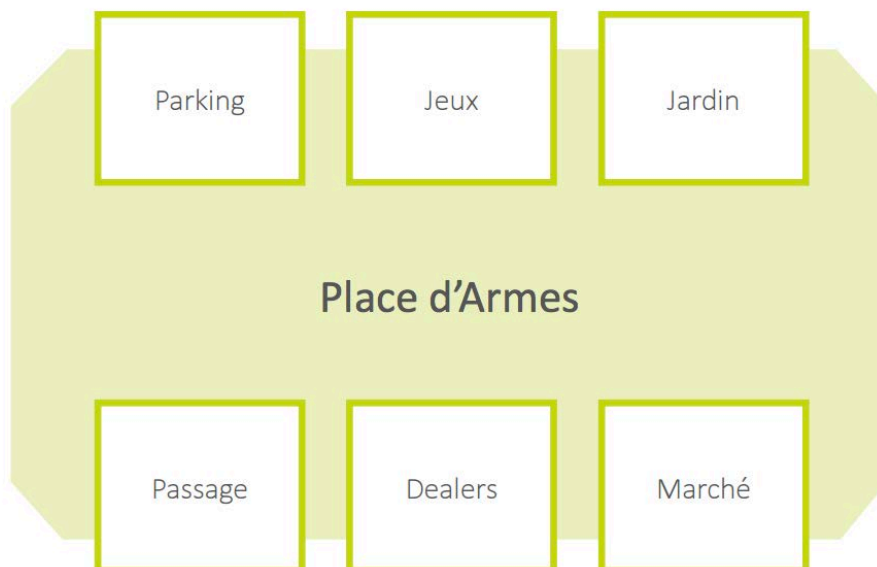 Parking
Jeux
Jardin
Place d’Armes
Passage
Dealers
Marché